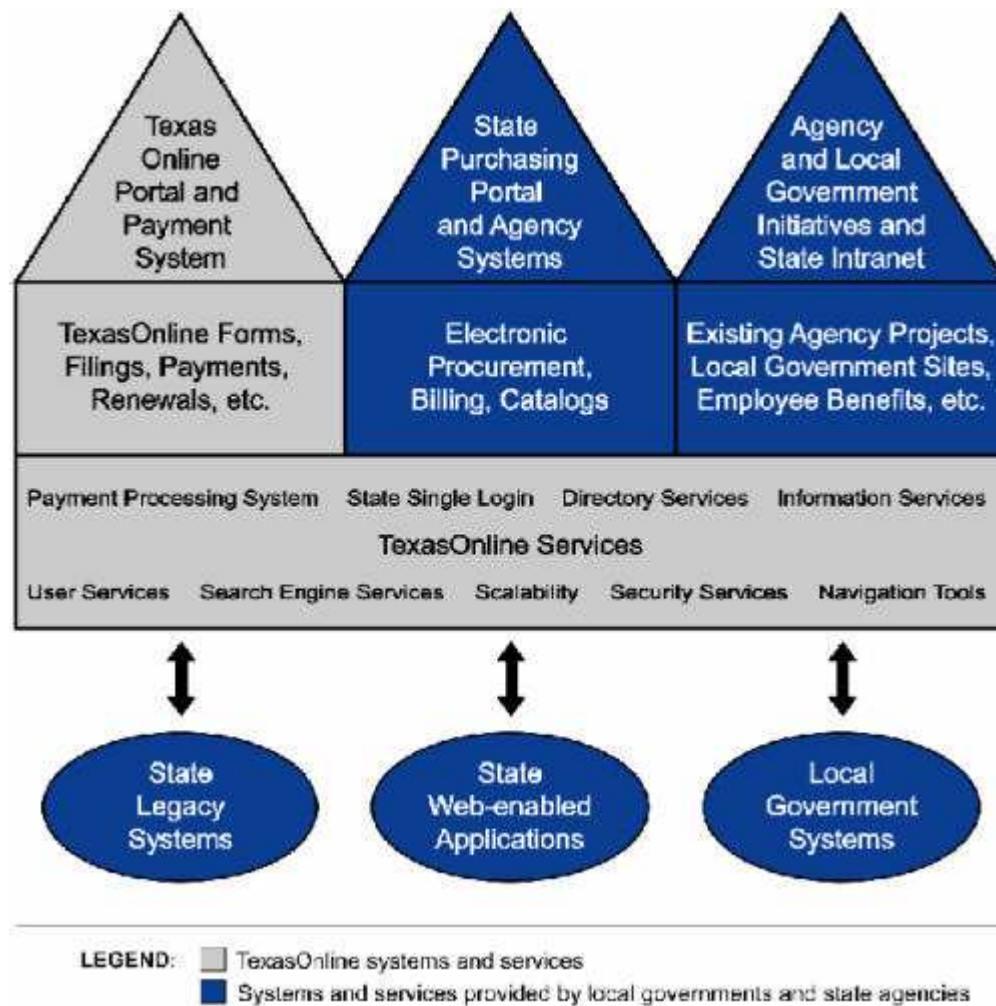 Texas
Online
Portal and
Payment
System
State
Purchasing
Portal
and Agency
Systems
Agency
and Local
Government
Initiatives and
State Intranet
TexasOnline Forms,
Filings, Payments,
Renewals, etc.
Electronic
Procurement,
Billing, Catalogs
Existing Agency Projects,
Local Government Sites,
Employee Benefits, etc.
Payment Processing System State Single Login Directory Services Information Services
TexasOnline Services
User Services Search Engine Services Scalability Security Services Navigation Tools
State
Legacy
Systems
State
Web-enabled
Applications
Local
Government
Systems
LEGEND: TexasOnline systems and services
Systems and services provided by local governments and state agencies